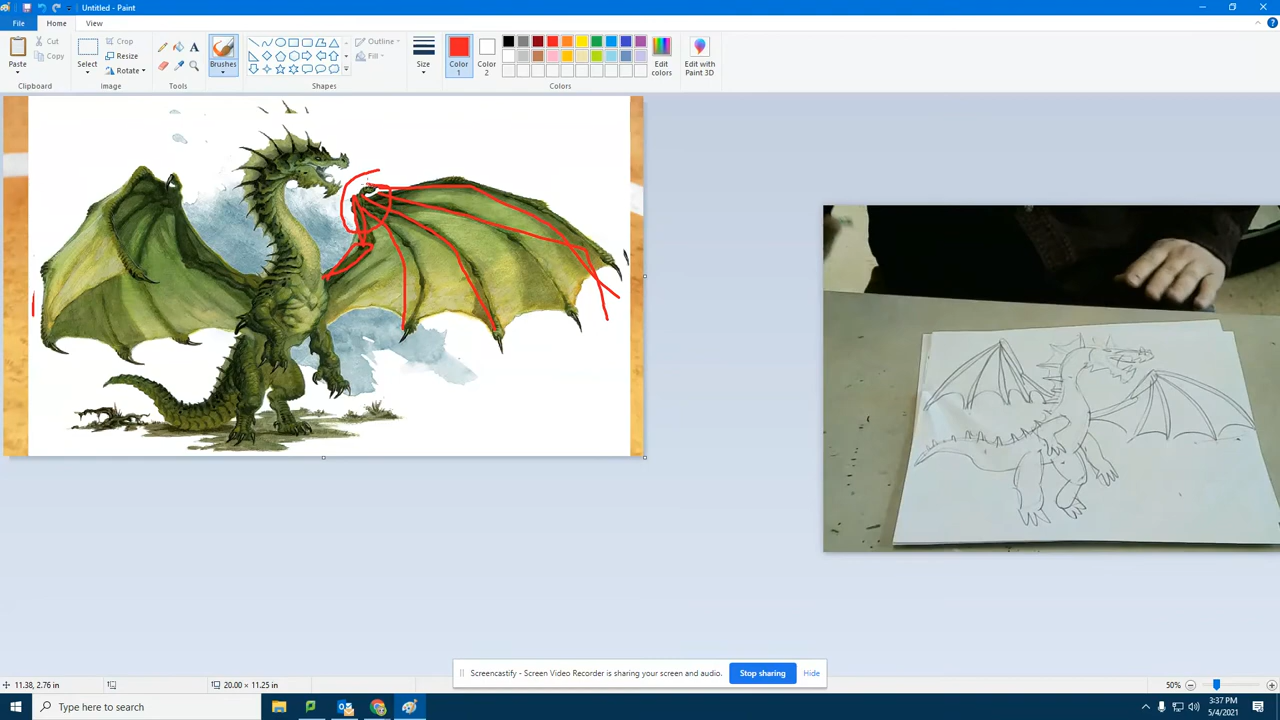 Untitled - Paint
File Home View
Paste
Cut
Copy
Clipboard
Select
Crop
Resize
Rotate
Image
A
Tools
Brushes
Shapes
Outline
Fill
Size
Color 1
Color 2
Edit colors
Edit with Paint 3D
Colors
Screencastify - Screen Video Recorder is sharing your screen and audio. Stop sharing Hide
11.38, 2.76 in
20.00 × 11.25in
50%
Type here to search
3:37 PM
5/4/2021